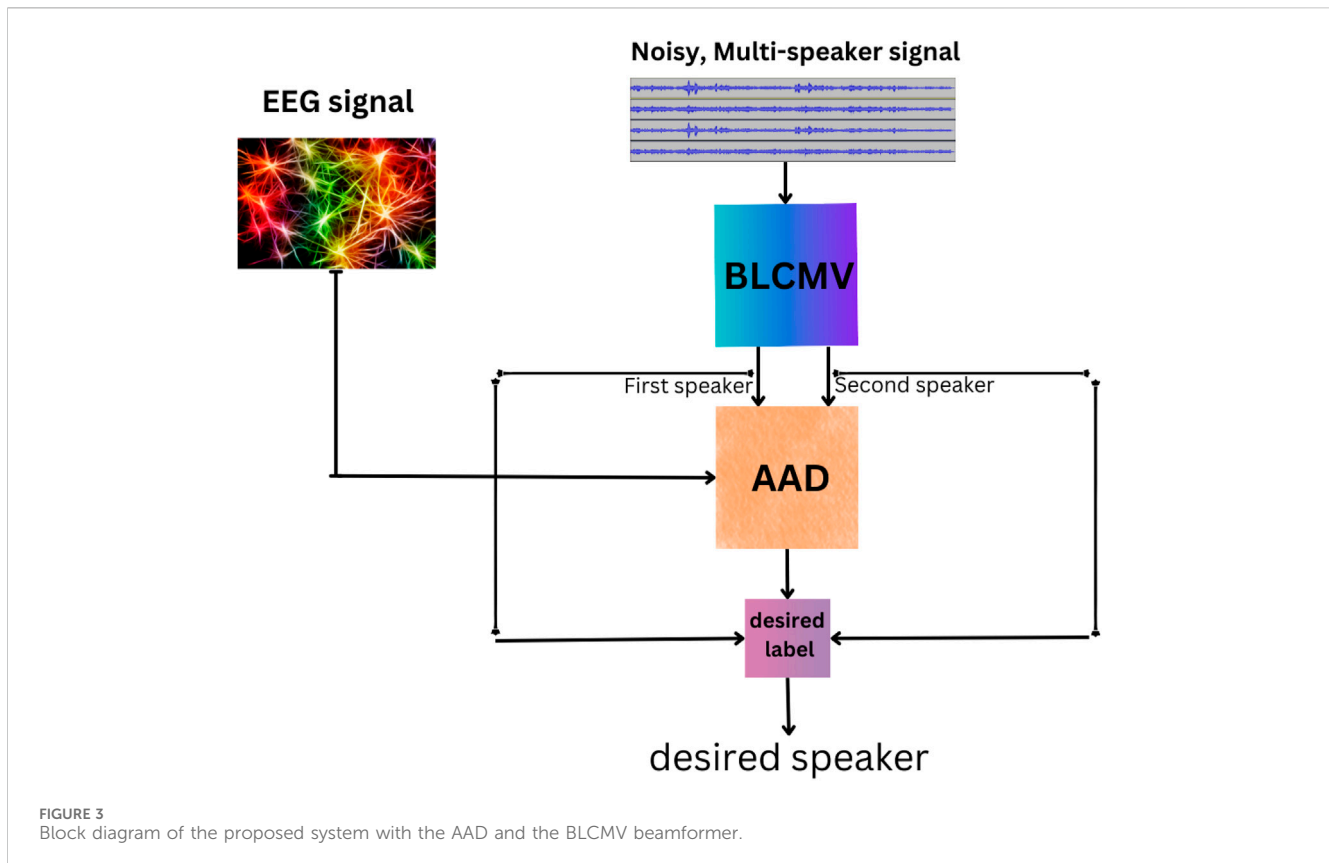 Noisy, Multi-speaker signal
EEG signal
BLCMV
First speaker
Second speaker
AAD
desired
label
desired speaker
FIGURE 3
Block diagram of the proposed system with the AAD and the BLCMV beamformer.